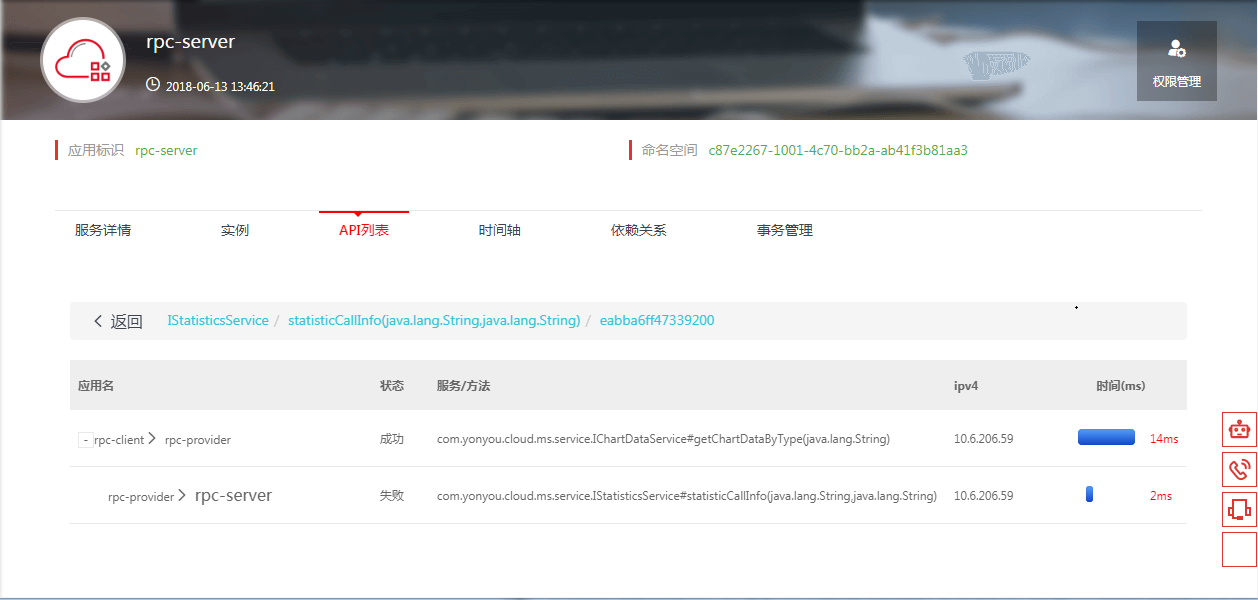 rpc-server
2018-06-13 13:46:21
权限管理
应用标识 rpc-server
命名空间 c87e2267-1001-4c70-bb2a-ab41f3b81aa3
服务详情 实例 API列表 时间轴 依赖关系 事务管理
返回 IStatisticsService / statisticCallInfo(java.lang.String,java.lang.String) / eabba6ff47339200
应用名 状态 服务/方法 ipv4 时间(ms)
- rpc-client > rpc-provider 成功 com.yonyou.cloud.ms.service.IChartDataService#getChartDataByType(java.lang.String) 10.6.206.59 14ms
rpc-provider > rpc-server 失败 com.yonyou.cloud.ms.service.IStatisticsService#statisticCallInfo(java.lang.String,java.lang.String) 10.6.206.59 2ms